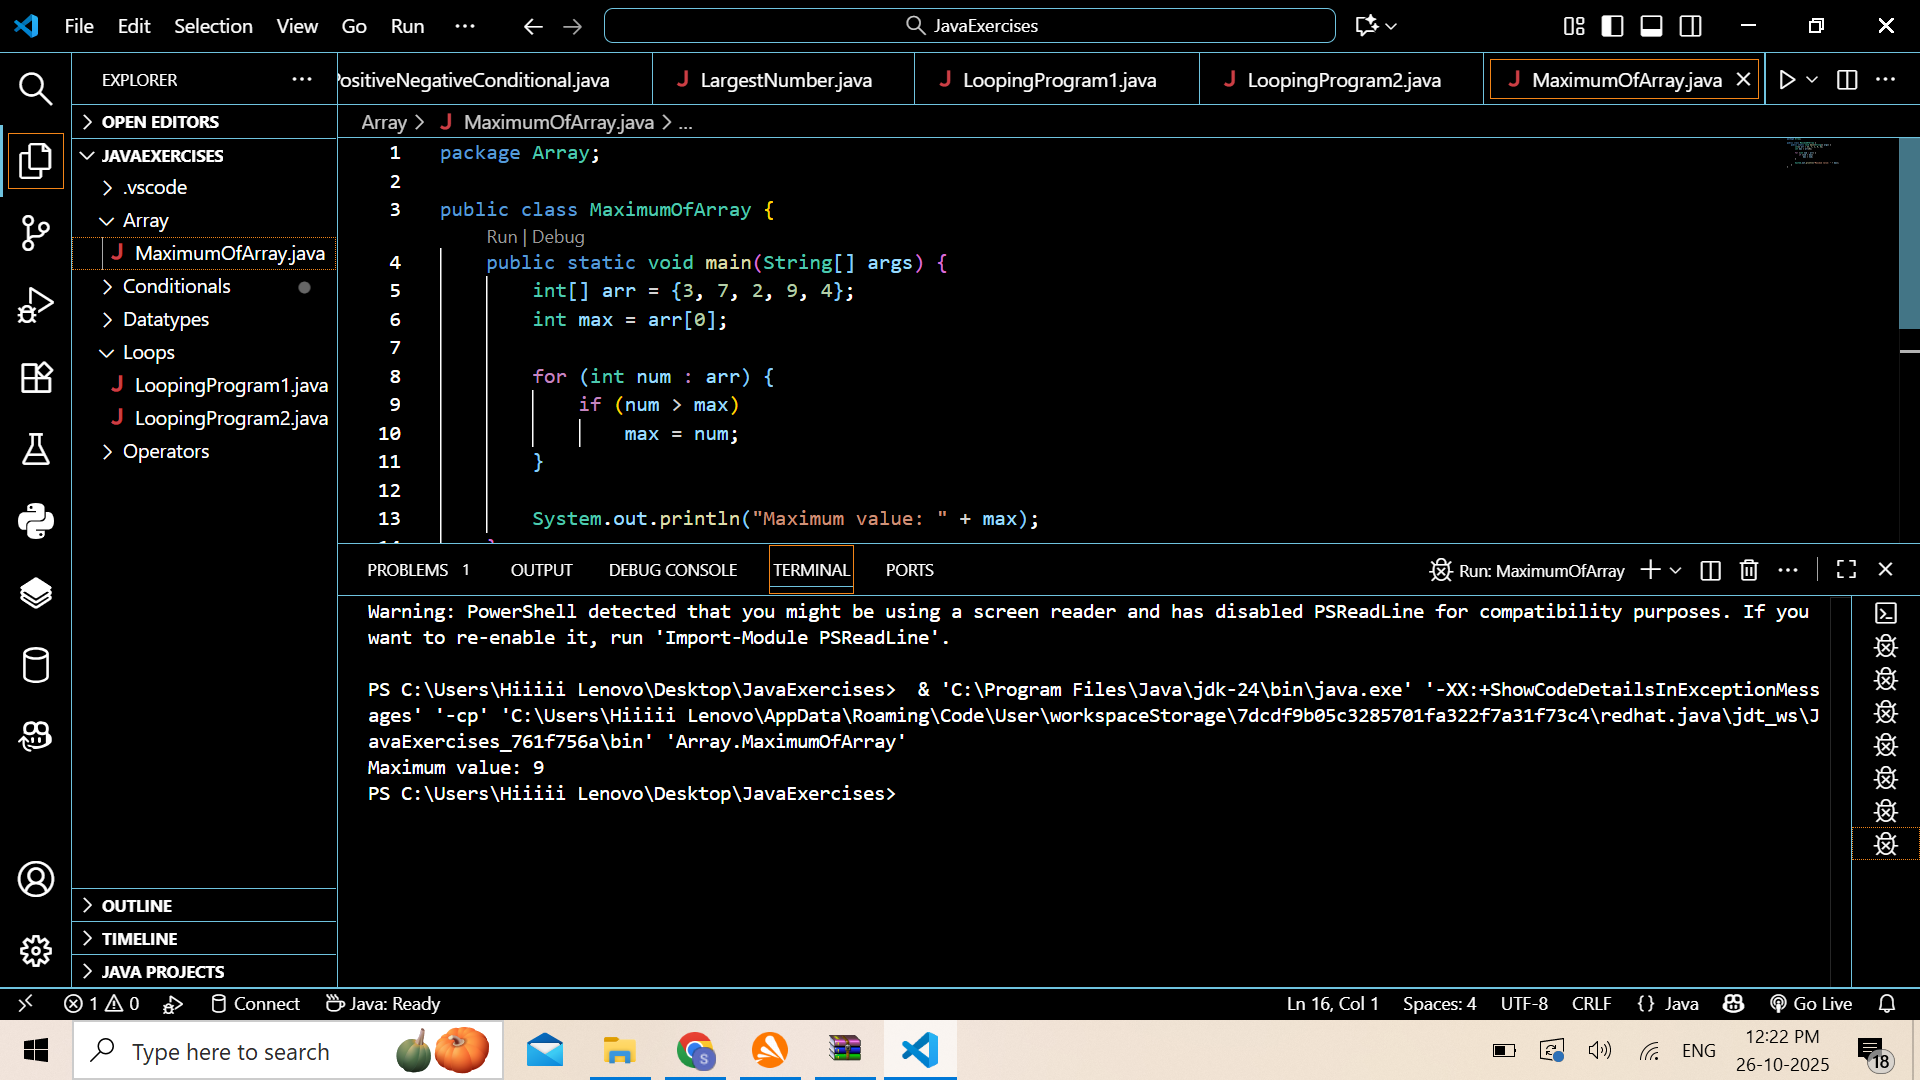 File Edit Selection View Go Run ... JavaExercises
EXPLORER
OPEN EDITORS
JAVAEXERCISES
.vscode
Array
MaximumOfArray.java
Conditionals
Datatypes
Loops
LoopingProgram1.java
LoopingProgram2.java
Operators
OUTLINE
TIMELINE
JAVA PROJECTS
PositiveNegativeConditional.java LargestNumber.java LoopingProgram1.java LoopingProgram2.java MaximumOfArray.java
Array > MaximumOfArray.java > ...
1 package Array;
2
3 public class MaximumOfArray {
Run | Debug
4 public static void main(String[] args) {
5 int[] arr = {3, 7, 2, 9, 4};
6 int max = arr[0];
7
8 for (int num : arr) {
9 if (num > max)
10 max = num;
11 }
12
13 System.out.println("Maximum value: " + max);
14 }
PROBLEMS 1 OUTPUT DEBUG CONSOLE TERMINAL PORTS Run: MaximumOfArray
Warning: PowerShell detected that you might be using a screen reader and has disabled PSReadLine for compatibility purposes. If you
want to re-enable it, run 'Import-Module PSReadLine'.
PS C:\Users\Hiiiii Lenovo\Desktop\JavaExercises>  & 'C:\Program Files\Java\jdk-24\bin\java.exe' '-XX:+ShowCodeDetailsInExceptionMess
ages' '-cp' 'C:\Users\Hiiiii Lenovo\AppData\Roaming\Code\User\workspaceStorage\7dcdf9b05c3285701fa322f7a31f73c4\redhat.java\jdt_ws\J
avaExercises_761f756a\bin' 'Array.MaximumOfArray'
Maximum value: 9
PS C:\Users\Hiiiii Lenovo\Desktop\JavaExercises>
1 0 Connect Java: Ready Ln 16, Col 1 Spaces: 4 UTF-8 CRLF {} Java Go Live
Type here to search S ENG 12:22 PM
26-10-2025 18